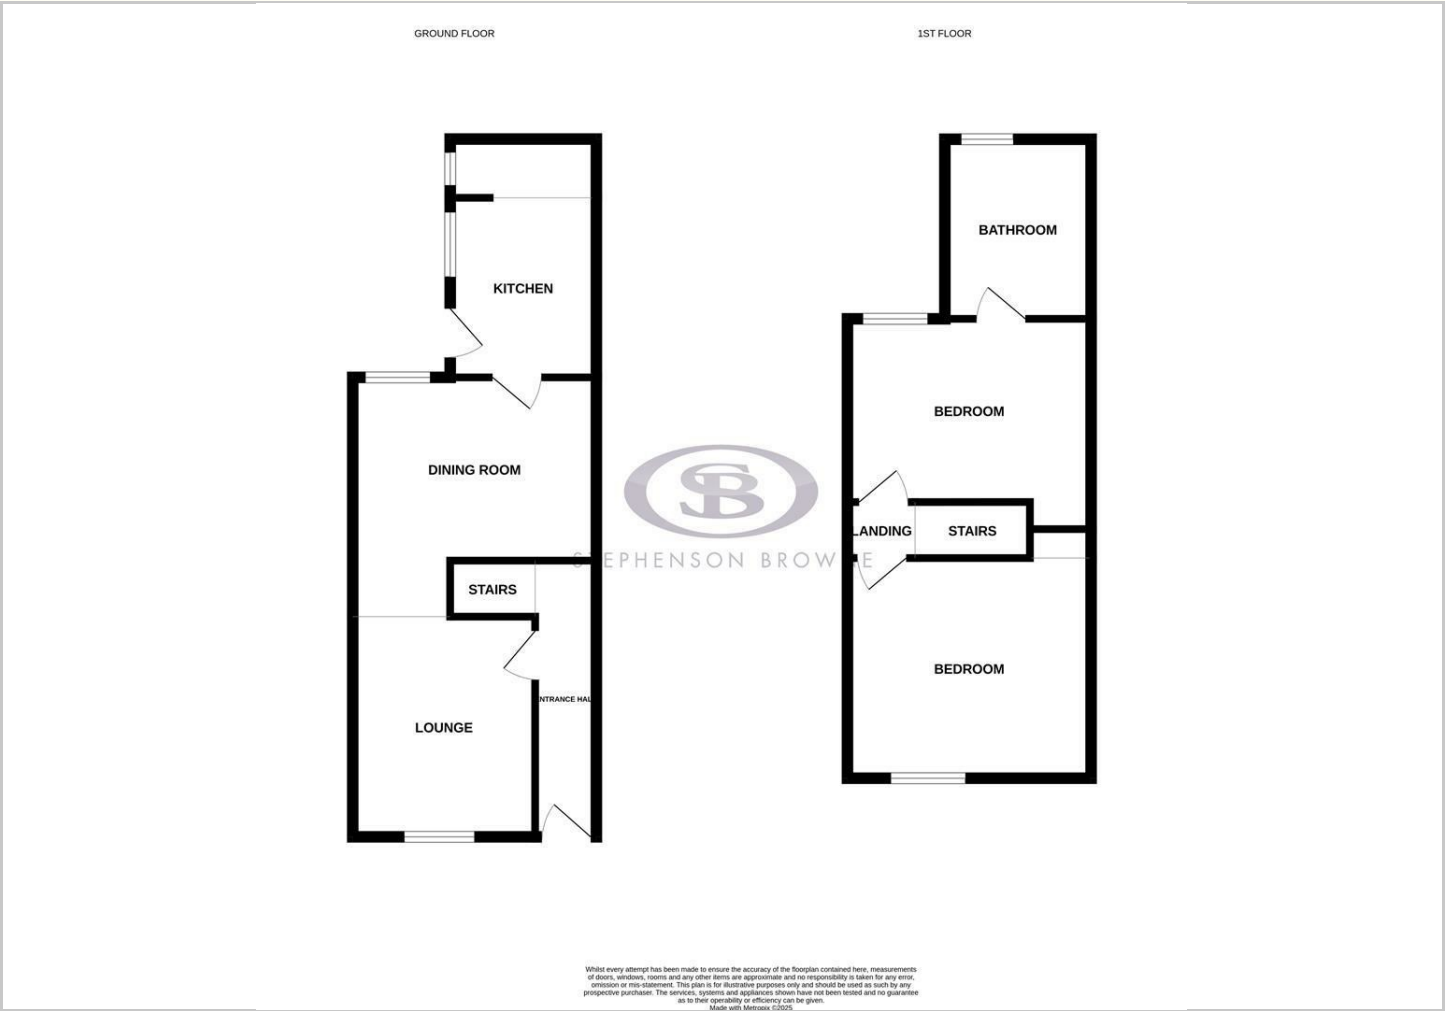 GROUND FLOOR
1ST FLOOR
BATHROOM
KITCHEN
BEDROOM
DINING ROOM
LANDING
STAIRS
STEPHENSON BROWNE
STAIRS
BEDROOM
NTRANCE HAL
LOUNGE
Whilst every attempt has been made to ensure the accuracy of the floorplan contained here, measurements
of doors, windows, rooms and any other items are approximate and no responsibility is taken for any error,
omission or mis-statement. This plan is for illustrative purposes only and should be used as such by any
prospective purchaser. The services, systems and appliances shown have not been tested and no guarantee
as to their operability or efficiency can be given.
Made with Metropix ©2025